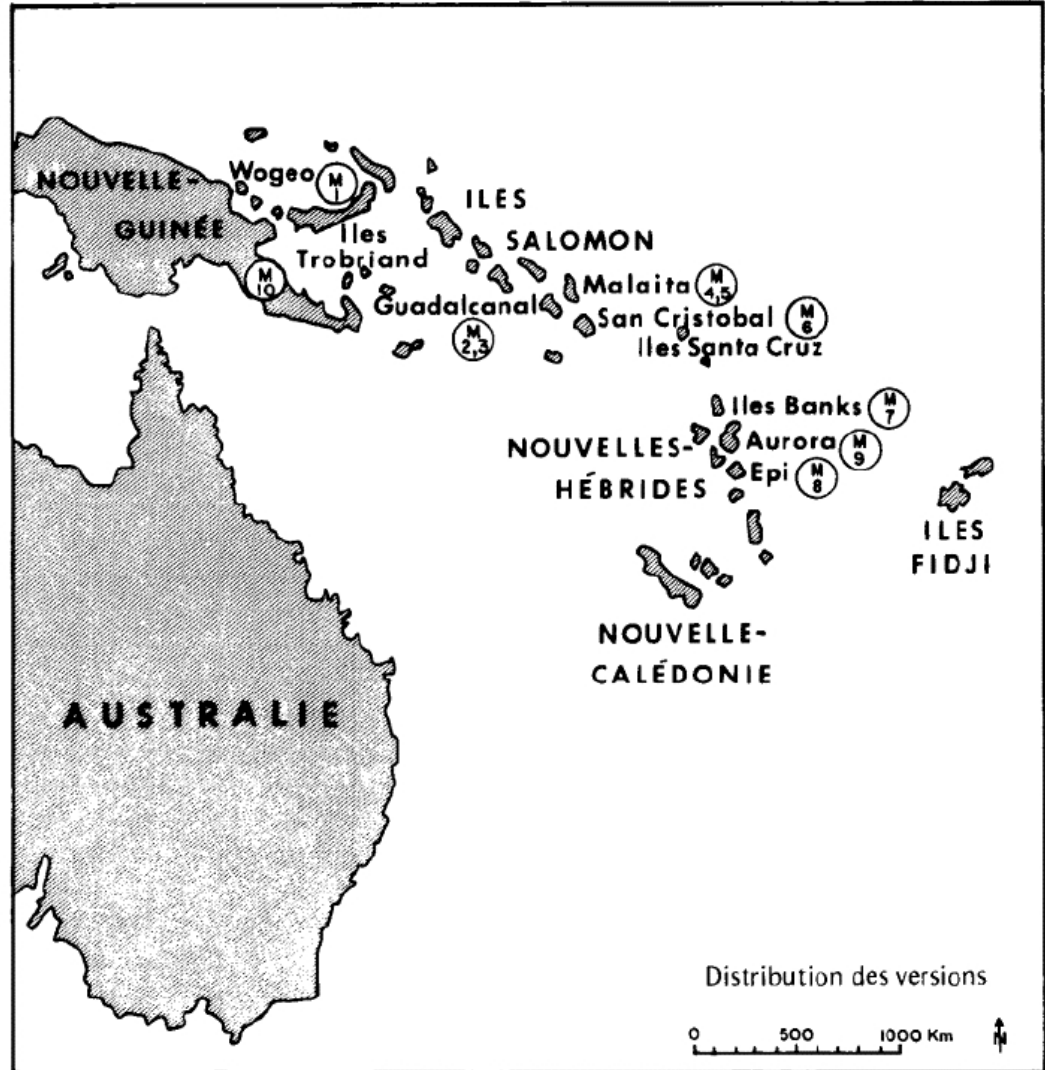 Wogeo
M
1
NOUVELLE-
GUINÉE
ILES
SALOMON
Iles
Trobriand
M
10
Guadalcanal
M
2,3
Malaita
M
4,5
San Cristobal
M
6
Iles Santa Cruz
Iles Banks
M
7
NOUVELLES-
HÉBRIDES
Aurora
M
9
Epi
M
8
ILES
FIDJI
NOUVELLE-
CALÉDONIE
AUSTRALIE
Distribution des versions
0 500 1000 Km
N